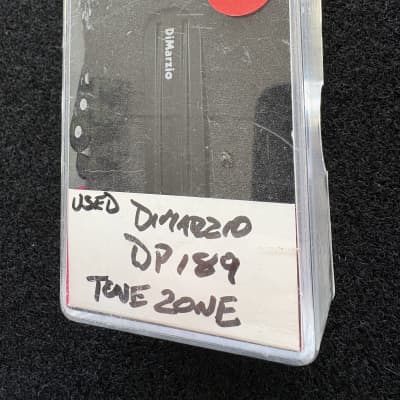 DiMarzio
USED DIMARZIO
DP189
TONE ZONE